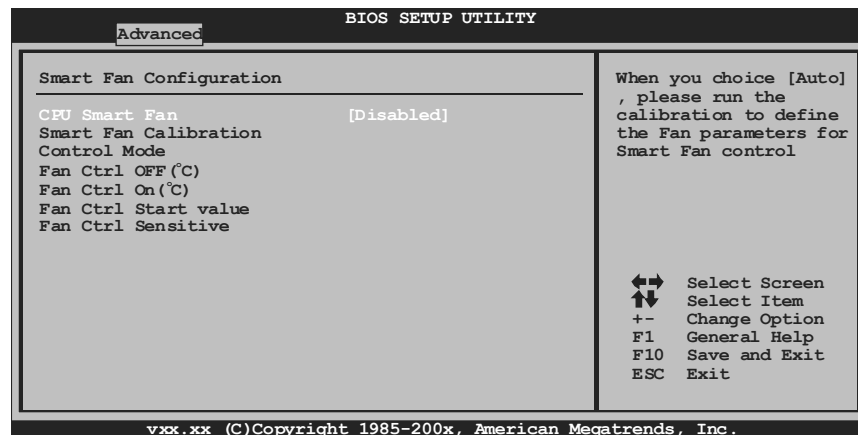 BIOS SETUP UTILITY
Advanced
Smart Fan Configuration
CPU Smart Fan [Disabled]
Smart Fan Calibration
Control Mode
Fan Ctrl OFF(°C)
Fan Ctrl On(°C)
Fan Ctrl Start value
Fan Ctrl Sensitive
When you choice [Auto]
, please run the
calibration to define
the Fan parameters for
Smart Fan control
Select Screen
Select Item
+- Change Option
F1 General Help
F10 Save and Exit
ESC Exit
vxx.xx (C)Copyright 1985-200x, American Megatrends, Inc.